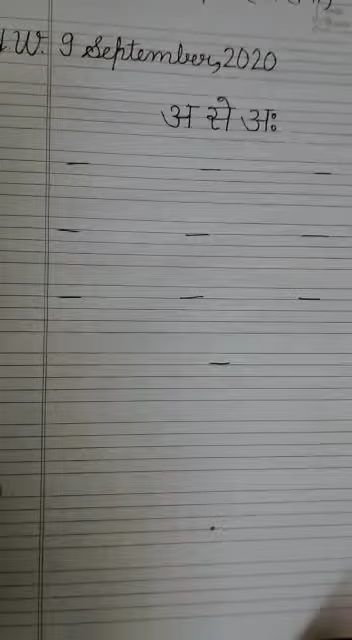 H.W. 9 September, 2020
अ से अः
— — —
— — —
— — —
—